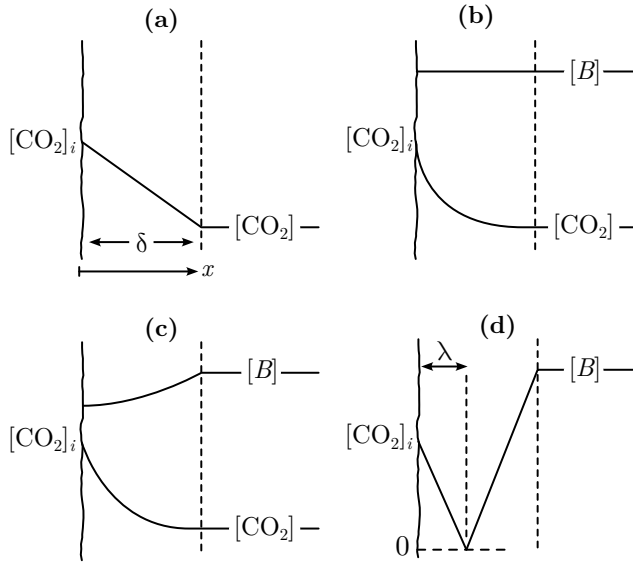 (a)
[CO₂]ᵢ
[CO₂]
δ
x
(b)
[B]
[CO₂]ᵢ
[CO₂]
(c)
[B]
[CO₂]ᵢ
[CO₂]
(d)
λ
[B]
[CO₂]ᵢ
0